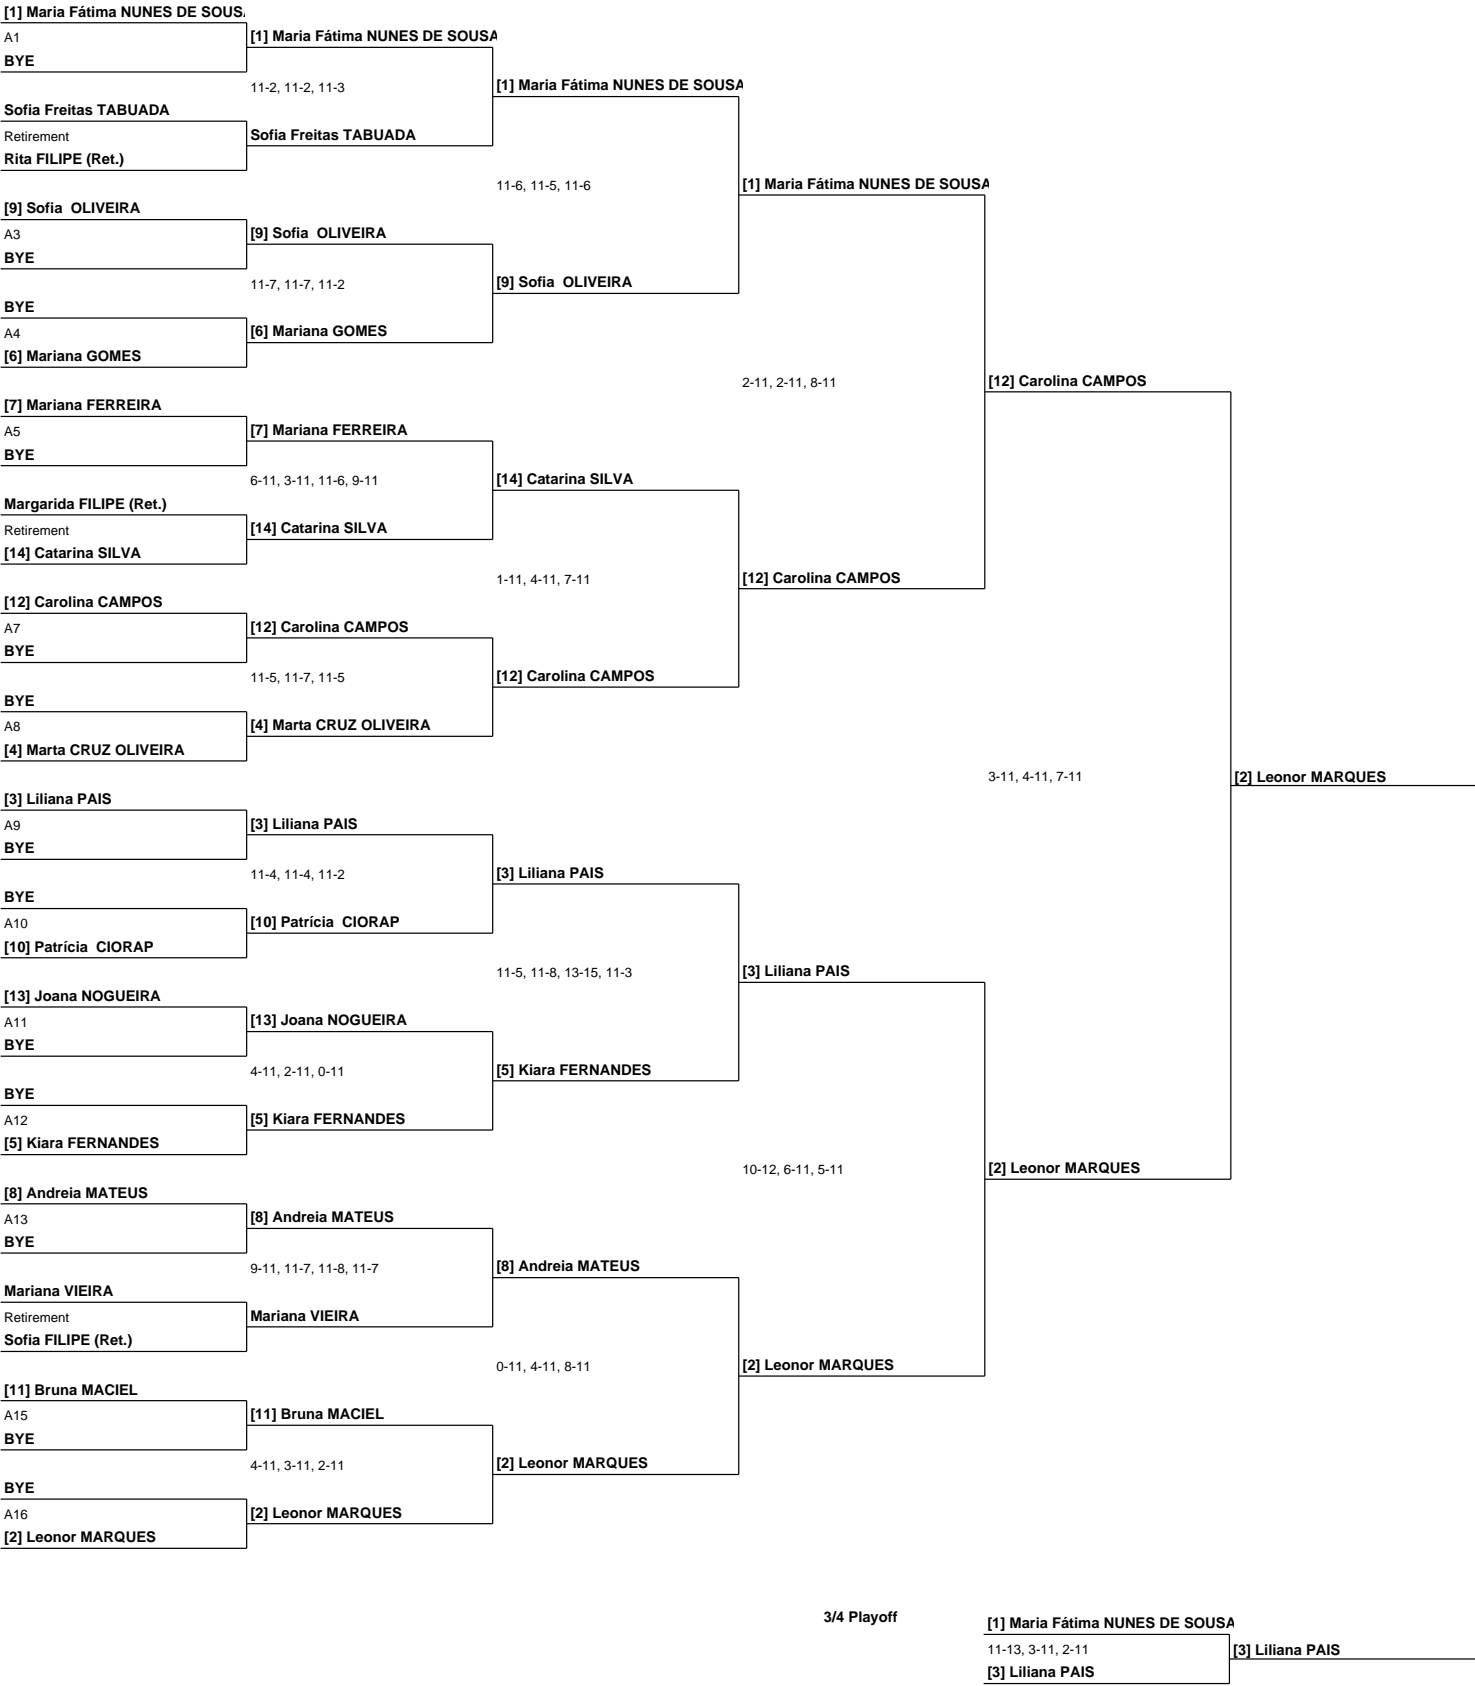 [1] Maria Fátima NUNES DE SOUS
A1
[1] Maria Fátima NUNES DE SOUSA
BYE
11-2, 11-2, 11-3
[1] Maria Fátima NUNES DE SOUSA
Sofia Freitas TABUADA
Retirement
Sofia Freitas TABUADA
Rita FILIPE (Ret.)
11-6, 11-5, 11-6
[1] Maria Fátima NUNES DE SOUSA
[9] Sofia  OLIVEIRA
A3
[9] Sofia  OLIVEIRA
BYE
11-7, 11-7, 11-2
[9] Sofia  OLIVEIRA
BYE
A4
[6] Mariana GOMES
[6] Mariana GOMES
2-11, 2-11, 8-11
[12] Carolina CAMPOS
[7] Mariana FERREIRA
A5
[7] Mariana FERREIRA
BYE
6-11, 3-11, 11-6, 9-11
[14] Catarina SILVA
Margarida FILIPE (Ret.)
Retirement
[14] Catarina SILVA
[14] Catarina SILVA
1-11, 4-11, 7-11
[12] Carolina CAMPOS
[12] Carolina CAMPOS
A7
[12] Carolina CAMPOS
BYE
11-5, 11-7, 11-5
[12] Carolina CAMPOS
BYE
A8
[4] Marta CRUZ OLIVEIRA
[4] Marta CRUZ OLIVEIRA
3-11, 4-11, 7-11
[2] Leonor MARQUES
[3] Liliana PAIS
A9
[3] Liliana PAIS
BYE
11-4, 11-4, 11-2
[3] Liliana PAIS
BYE
A10
[10] Patrícia  CIORAP
[10] Patrícia  CIORAP
11-5, 11-8, 13-15, 11-3
[3] Liliana PAIS
[13] Joana NOGUEIRA
A11
[13] Joana NOGUEIRA
BYE
4-11, 2-11, 0-11
[5] Kiara FERNANDES
BYE
A12
[5] Kiara FERNANDES
[5] Kiara FERNANDES
10-12, 6-11, 5-11
[2] Leonor MARQUES
[8] Andreia MATEUS
A13
[8] Andreia MATEUS
BYE
9-11, 11-7, 11-8, 11-7
[8] Andreia MATEUS
Mariana VIEIRA
Retirement
Mariana VIEIRA
Sofia FILIPE (Ret.)
0-11, 4-11, 8-11
[2] Leonor MARQUES
[11] Bruna MACIEL
A15
[11] Bruna MACIEL
BYE
4-11, 3-11, 2-11
[2] Leonor MARQUES
BYE
A16
[2] Leonor MARQUES
[2] Leonor MARQUES
3/4 Playoff
[1] Maria Fátima NUNES DE SOUSA
11-13, 3-11, 2-11
[3] Liliana PAIS
[3] Liliana PAIS